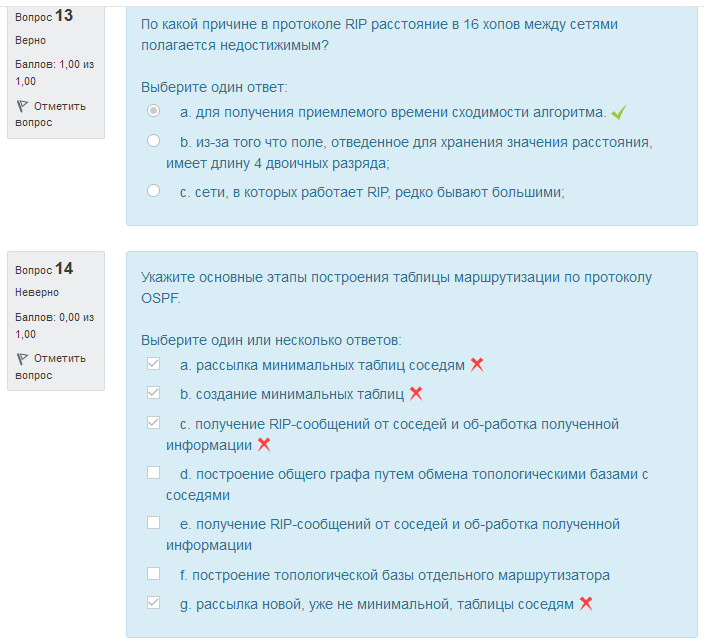 Вопрос 13
Верно
Баллов: 1,00 из
1,00
Отметить
вопрос
По какой причине в протоколе RIP расстояние в 16 хопов между сетями
полагается недостижимым?
Выберите один ответ:
a. для получения приемлемого времени сходимости алгоритма.
b. из-за того что поле, отведенное для хранения значения расстояния,
имеет длину 4 двоичных разряда;
c. сети, в которых работает RIP, редко бывают большими;
Вопрос 14
Неверно
Баллов: 0,00 из
1,00
Отметить
вопрос
Укажите основные этапы построения таблицы маршрутизации по протоколу
OSPF.
Выберите один или несколько ответов:
a. рассылка минимальных таблиц соседям
b. создание минимальных таблиц
c. получение RIP-сообщений от соседей и об-работка полученной
информации
d. построение общего графа путем обмена топологическими базами с
соседями
e. получение RIP-сообщений от соседей и об-работка полученной
информации
f. построение топологической базы отдельного маршрутизатора
g. рассылка новой, уже не минимальной, таблицы соседям